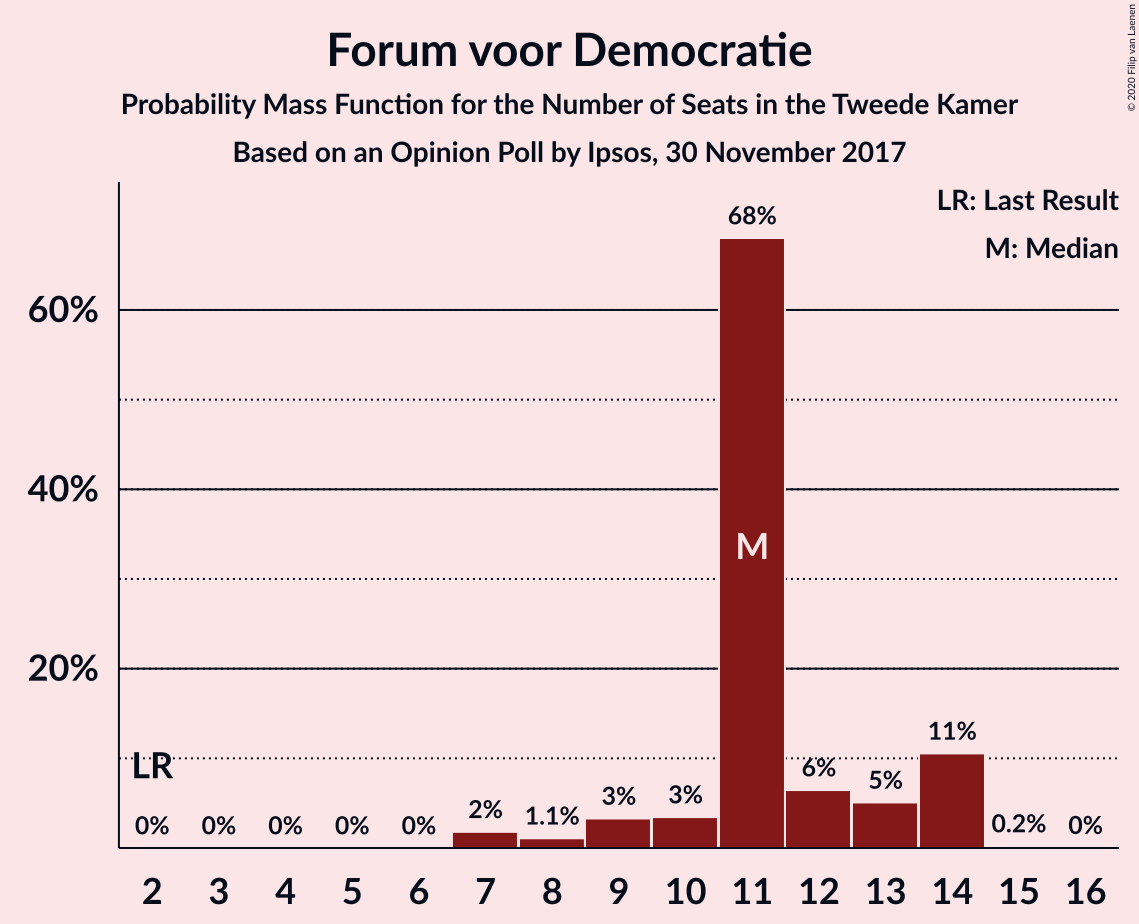 Forum voor Democratie
Probability Mass Function for the Number of Seats in the Tweede Kamer
Based on an Opinion Poll by Ipsos, 30 November 2017
© 2020 Filip van Laenen
LR: Last Result
M: Median
68%
60%
40%
M
20%
11%
LR
6%
5%
3%
3%
2%
1.1%
0%
0%
0%
0%
0%
0.2%
0%
2 3 4 5 6 7 8 9 10 11 12 13 14 15 16